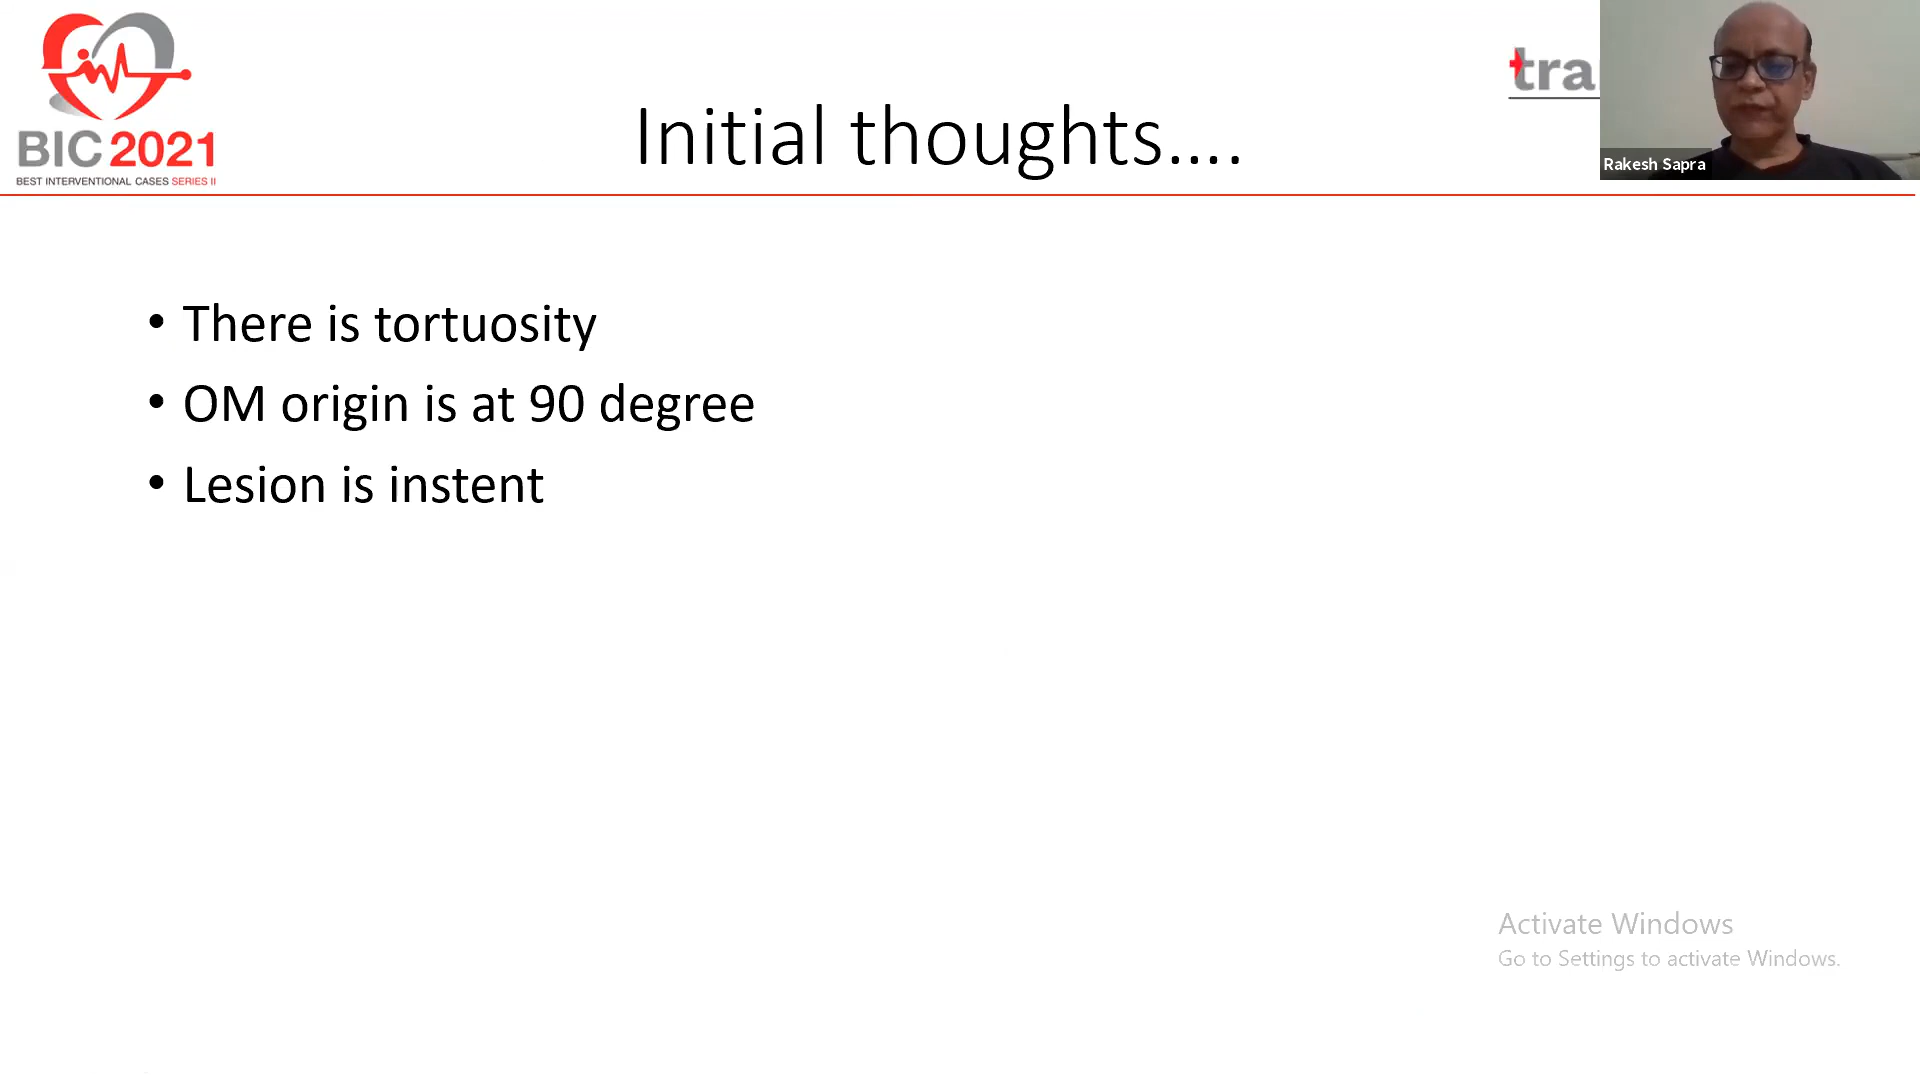 BIC 2021
BEST INTERVENTIONAL CASES SERIES II
Initial thoughts....
Rakesh Sapra
• There is tortuosity
• OM origin is at 90 degree
• Lesion is instent
Activate Windows
Go to Settings to activate Windows.